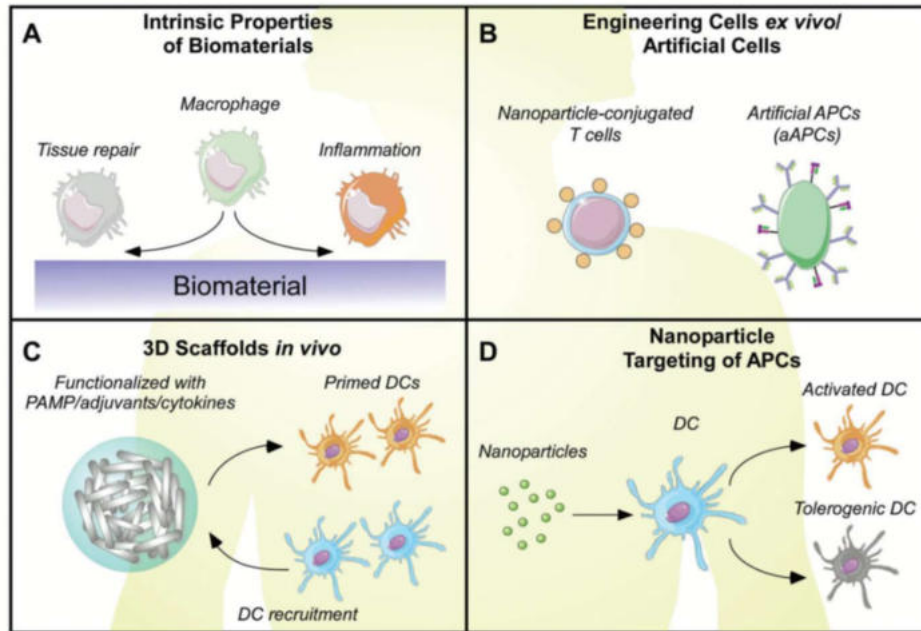 A
Intrinsic Properties
of Biomaterials
Macrophage
Tissue repair
Inflammation
Biomaterial
B
Engineering Cells ex vivo/
Artificial Cells
Nanoparticle-conjugated
T cells
Artificial APCs
(aAPCs)
C
3D Scaffolds in vivo
Functionalized with
PAMP/adjuvants/cytokines
Primed DCs
DC recruitment
D
Nanoparticle
Targeting of APCs
Activated DC
DC
Nanoparticles
Tolerogenic DC